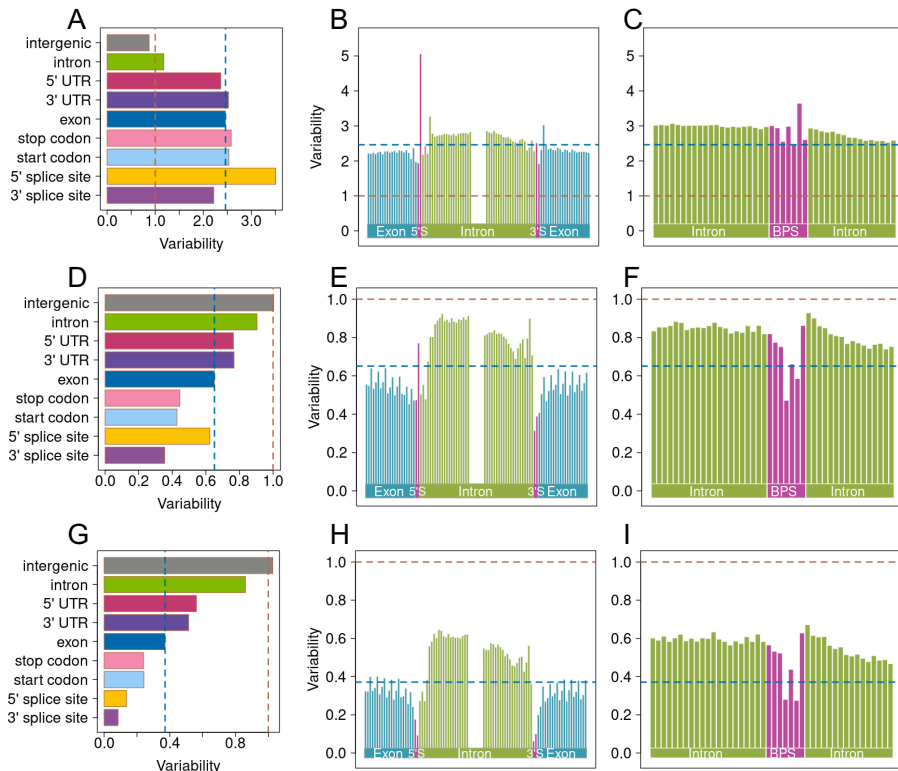 A
intergenic
intron
5' UTR
3' UTR
exon
stop codon
start codon
5' splice site
3' splice site
0.0 1.0 2.0 3.0
Variability
B
Variability
5
4
3
2
1
0
Exon 5'S Intron 3'S Exon
C
5
4
3
2
1
0
Intron BPS Intron
D
intergenic
intron
5' UTR
3' UTR
exon
stop codon
start codon
5' splice site
3' splice site
0.0 0.2 0.4 0.6 0.8 1.0
Variability
E
Variability
1.0
0.8
0.6
0.4
0.2
0.0
Exon 5'S Intron 3'S Exon
F
1.0
0.8
0.6
0.4
0.2
0.0
Intron BPS Intron
G
intergenic
intron
5' UTR
3' UTR
exon
stop codon
start codon
5' splice site
3' splice site
0.0 0.4 0.8
Variability
H
Variability
1.0
0.8
0.6
0.4
0.2
0.0
Exon 5'S Intron 3'S Exon
I
1.0
0.8
0.6
0.4
0.2
0.0
Intron BPS Intron